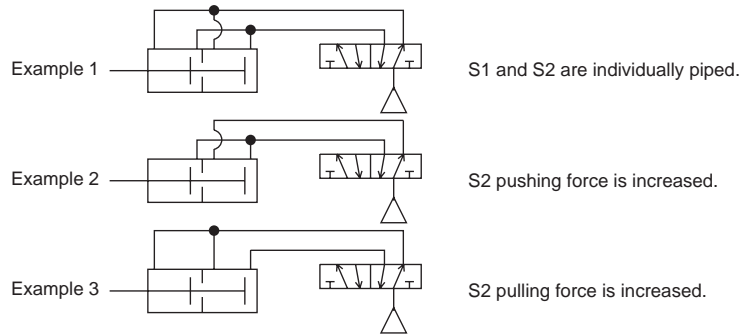 Example 1
S1 and S2 are individually piped.
Example 2
S2 pushing force is increased.
Example 3
S2 pulling force is increased.